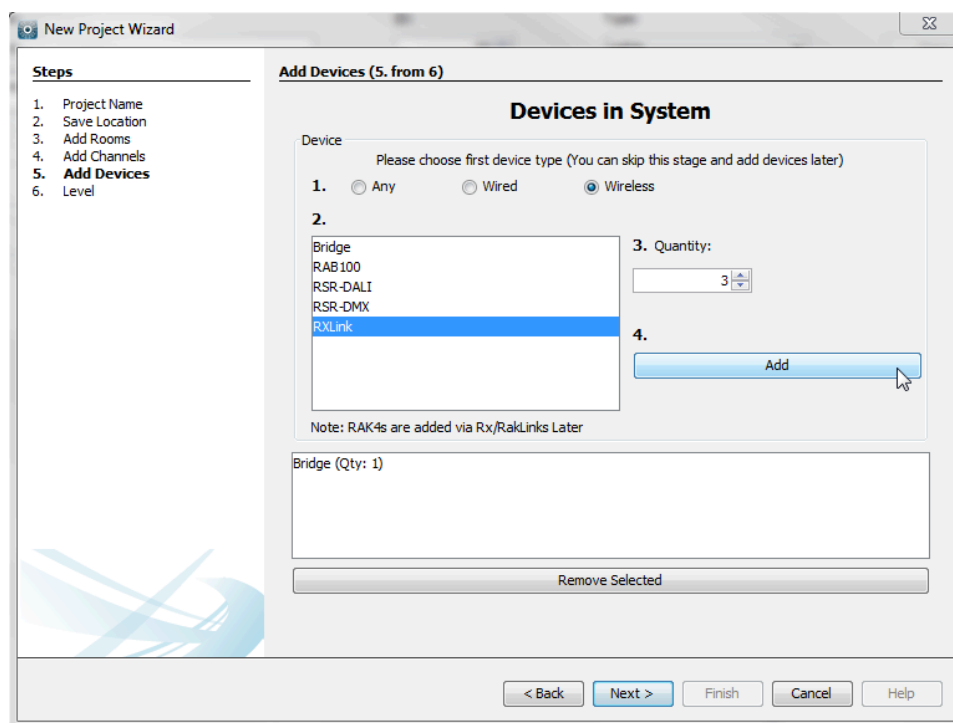 New Project Wizard
Steps
1. Project Name
2. Save Location
3. Add Rooms
4. Add Channels
5. Add Devices
6. Level
Add Devices (5. from 6)
Devices in System
Device
Please choose first device type (You can skip this stage and add devices later)
1. Any Wired Wireless
2.
Bridge
RAB100
RSR-DALI
RSR-DMX
RXLink
3. Quantity:
3
4.
Add
Note: RAK4s are added via Rx/RakLinks Later
Bridge (Qty: 1)
Remove Selected
< Back Next > Finish Cancel Help